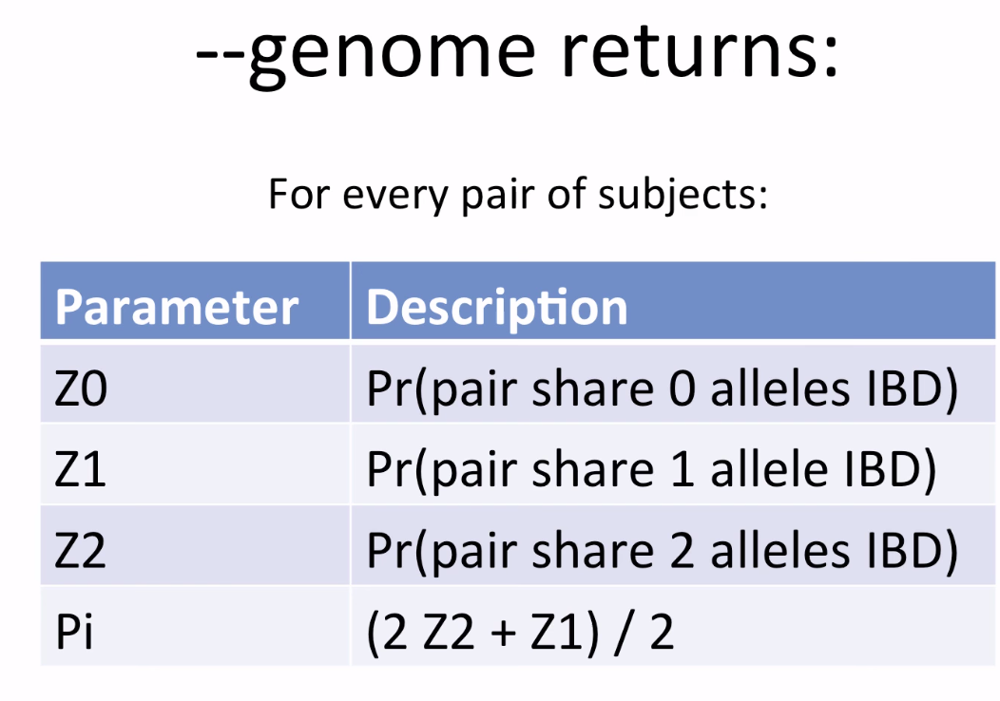 --genome returns:
For every pair of subjects:
Parameter Description
Z0 Pr(pair share 0 alleles IBD)
Z1 Pr(pair share 1 allele IBD)
Z2 Pr(pair share 2 alleles IBD)
Pi (2 Z2 + Z1) / 2